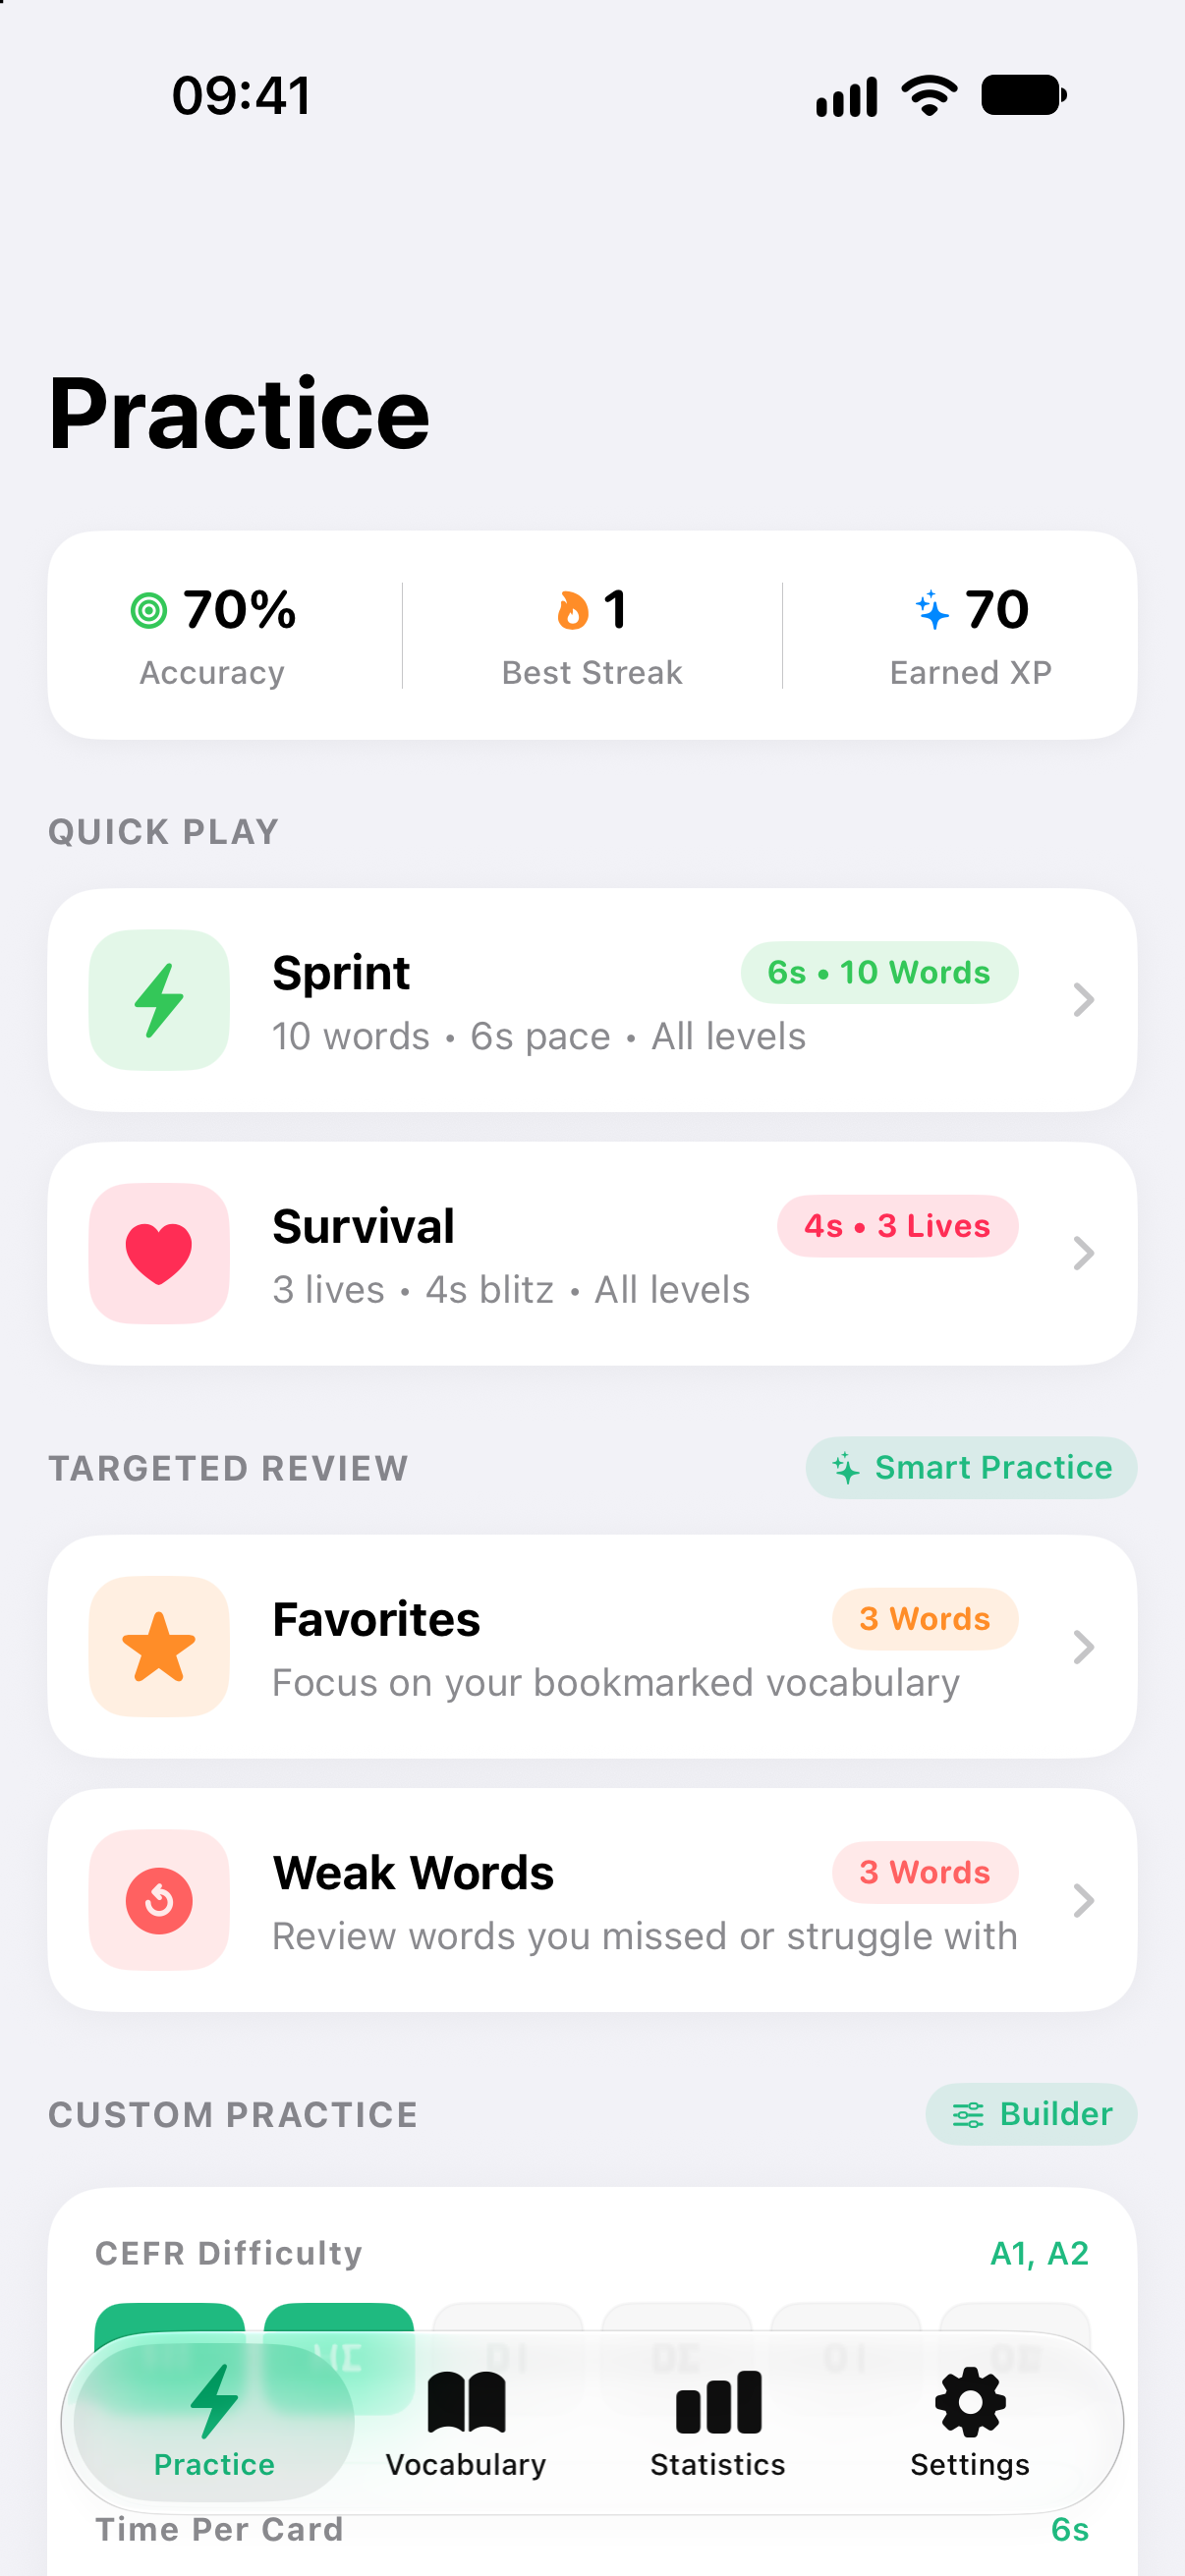 09:41
Practice
70%
Accuracy
1
Best Streak
70
Earned XP
QUICK PLAY
Sprint
6s • 10 Words
10 words • 6s pace • All levels
Survival
4s • 3 Lives
3 lives • 4s blitz • All levels
TARGETED REVIEW
Smart Practice
Favorites
3 Words
Focus on your bookmarked vocabulary
Weak Words
3 Words
Review words you missed or struggle with
CUSTOM PRACTICE
Builder
CEFR Difficulty
A1, A2
Practice
Vocabulary
Statistics
Settings
Time Per Card
6s